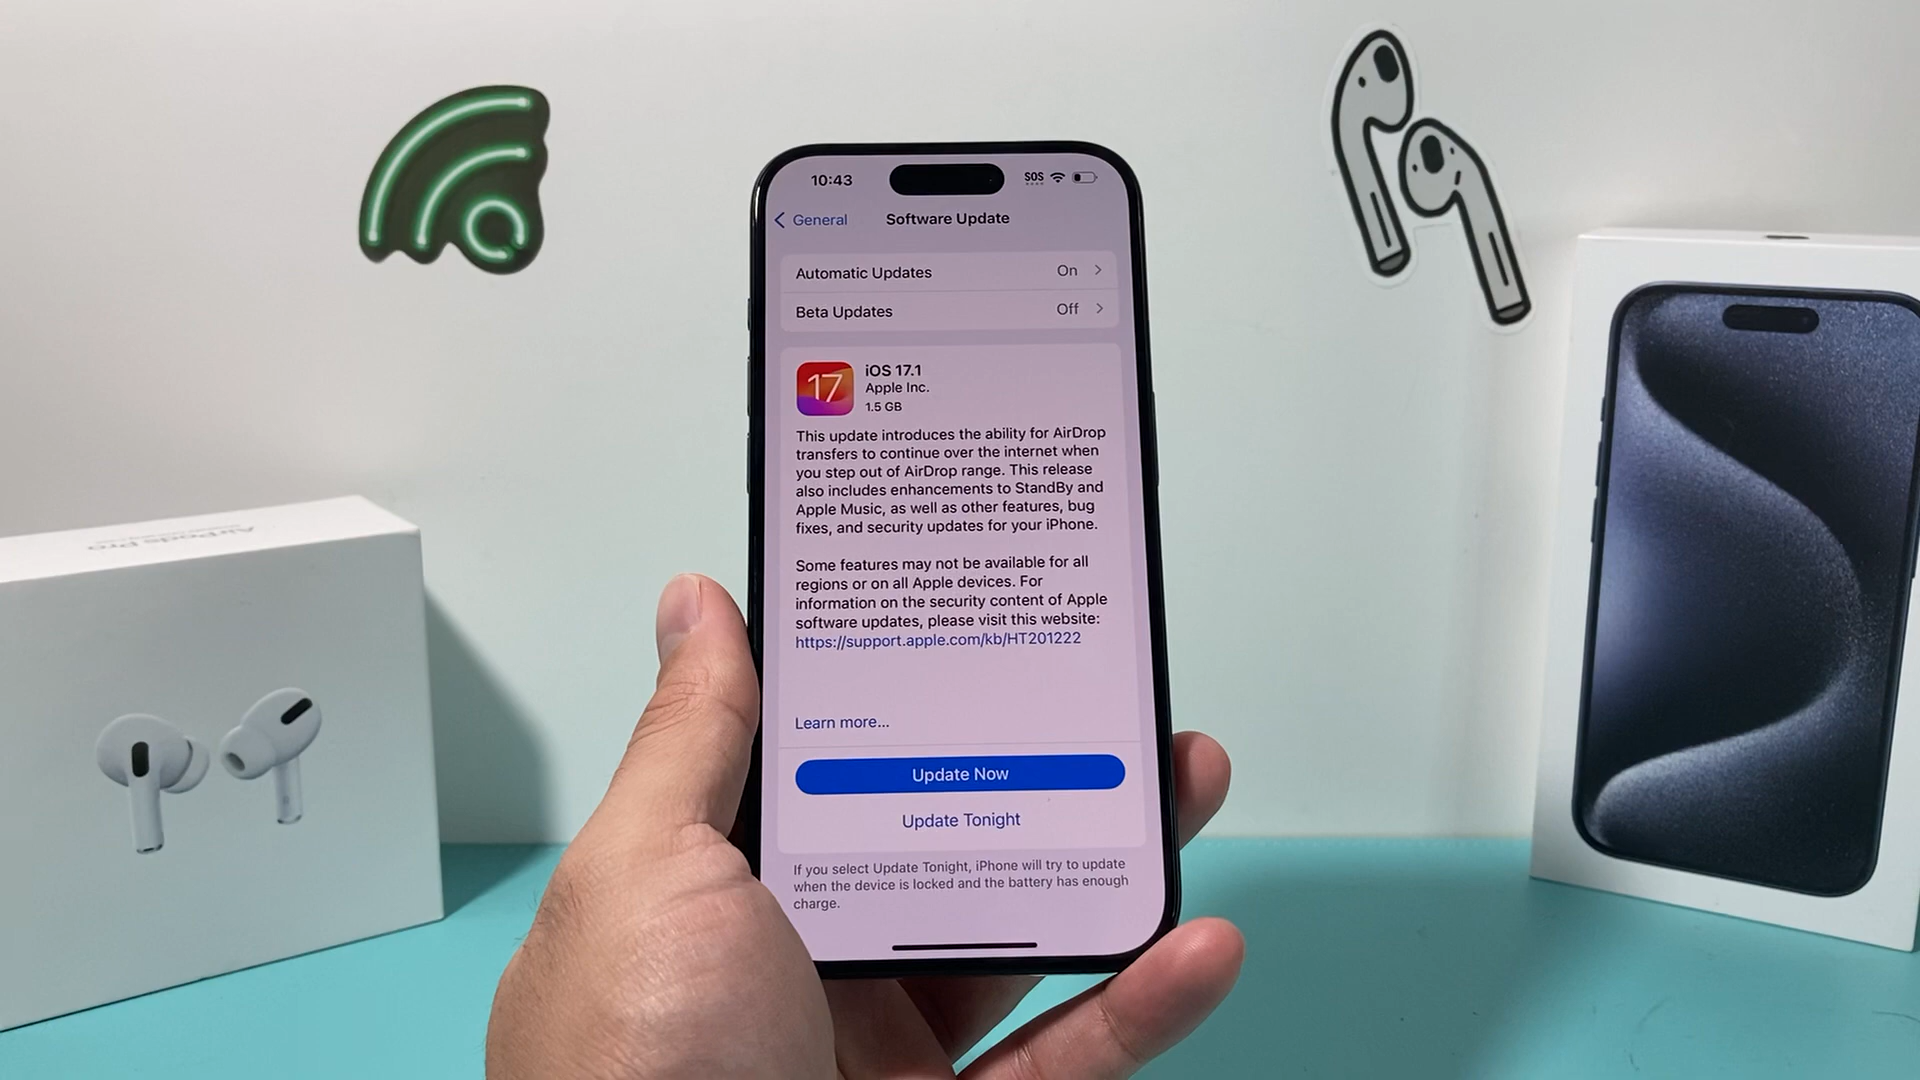 10:43
SOS
General
Software Update
Automatic Updates
On
Beta Updates
Off
17
iOS 17.1
Apple Inc.
1.5 GB
This update introduces the ability for AirDrop
transfers to continue over the internet when
you step out of AirDrop range. This release
also includes enhancements to StandBy and
Apple Music, as well as other features, bug
fixes, and security updates for your iPhone.
Some features may not be available for all
regions or on all Apple devices. For
information on the security content of Apple
software updates, please visit this website:
https://support.apple.com/kb/HT201222
Learn more...
Update Now
Update Tonight
If you select Update Tonight, iPhone will try to update
when the device is locked and the battery has enough
charge.
AirPods Pro